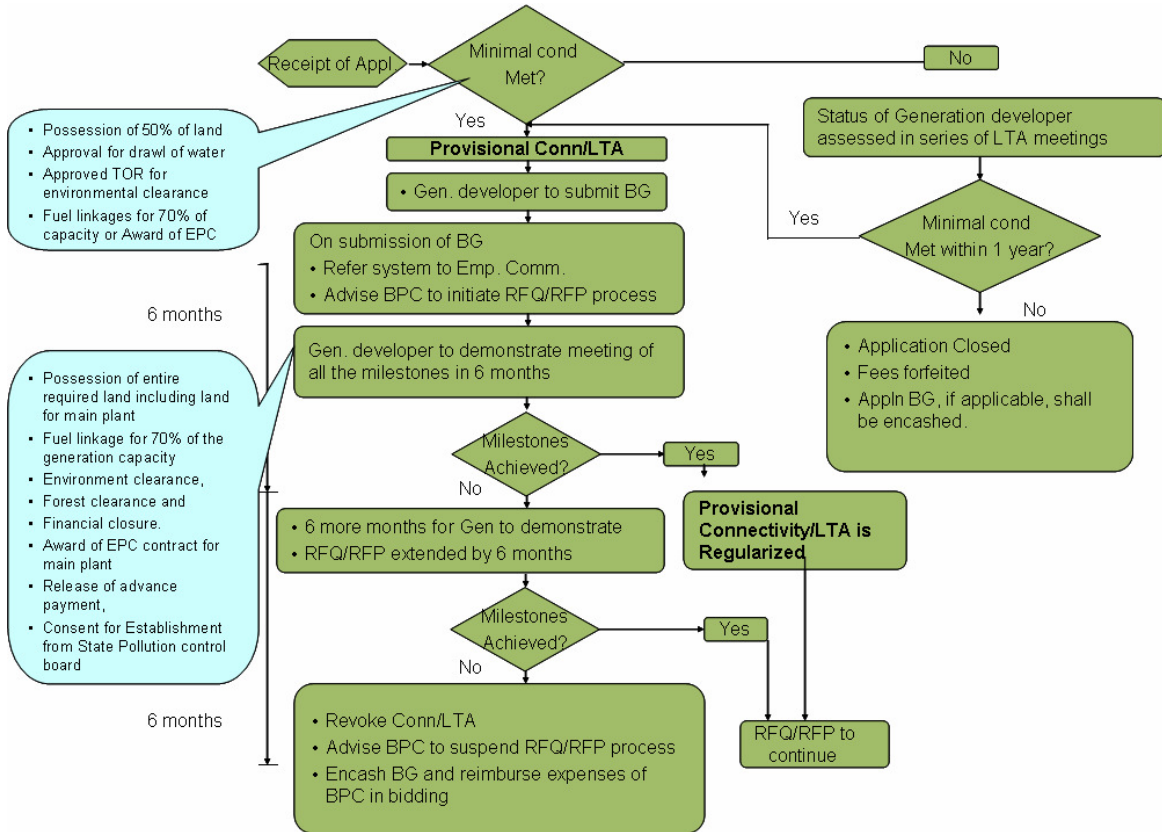 Receipt of Appl.
Minimal cond
Met?
No
• Possession of 50% of land
• Approval for drawl of water
• Approved TOR for
environmental clearance
• Fuel linkages for 70% of
capacity or Award of EPC
Yes
Provisional Conn/LTA
• Gen. developer to submit BG
Status of Generation developer
assessed in series of LTA meetings
Yes
Minimal cond
Met within 1 year?
No
• Application Closed
• Fees forfeited
• Appln BG, if applicable, shall
be encashed.
On submission of BG
• Refer system to Emp. Comm.
• Advise BPC to initiate RFQ/RFP process
6 months
Gen. developer to demonstrate meeting of
all the milestones in 6 months
• Possession of entire
required land including land
for main plant
• Fuel linkage for 70% of the
generation capacity
• Environment clearance,
• Forest clearance and
• Financial closure.
• Award of EPC contract for
main plant
• Release of advance
payment,
• Consent for Establishment
from State Pollution control
board
Milestones
Achieved?
Yes
No
Provisional
Connectivity/LTA is
Regularized
• 6 more months for Gen to demonstrate
• RFQ/RFP extended by 6 months
Milestones
Achieved?
Yes
No
6 months
• Revoke Conn/LTA
• Advise BPC to suspend RFQ/RFP process
• Encash BG and reimburse expenses of
BPC in bidding
RFQ/RFP to
continue